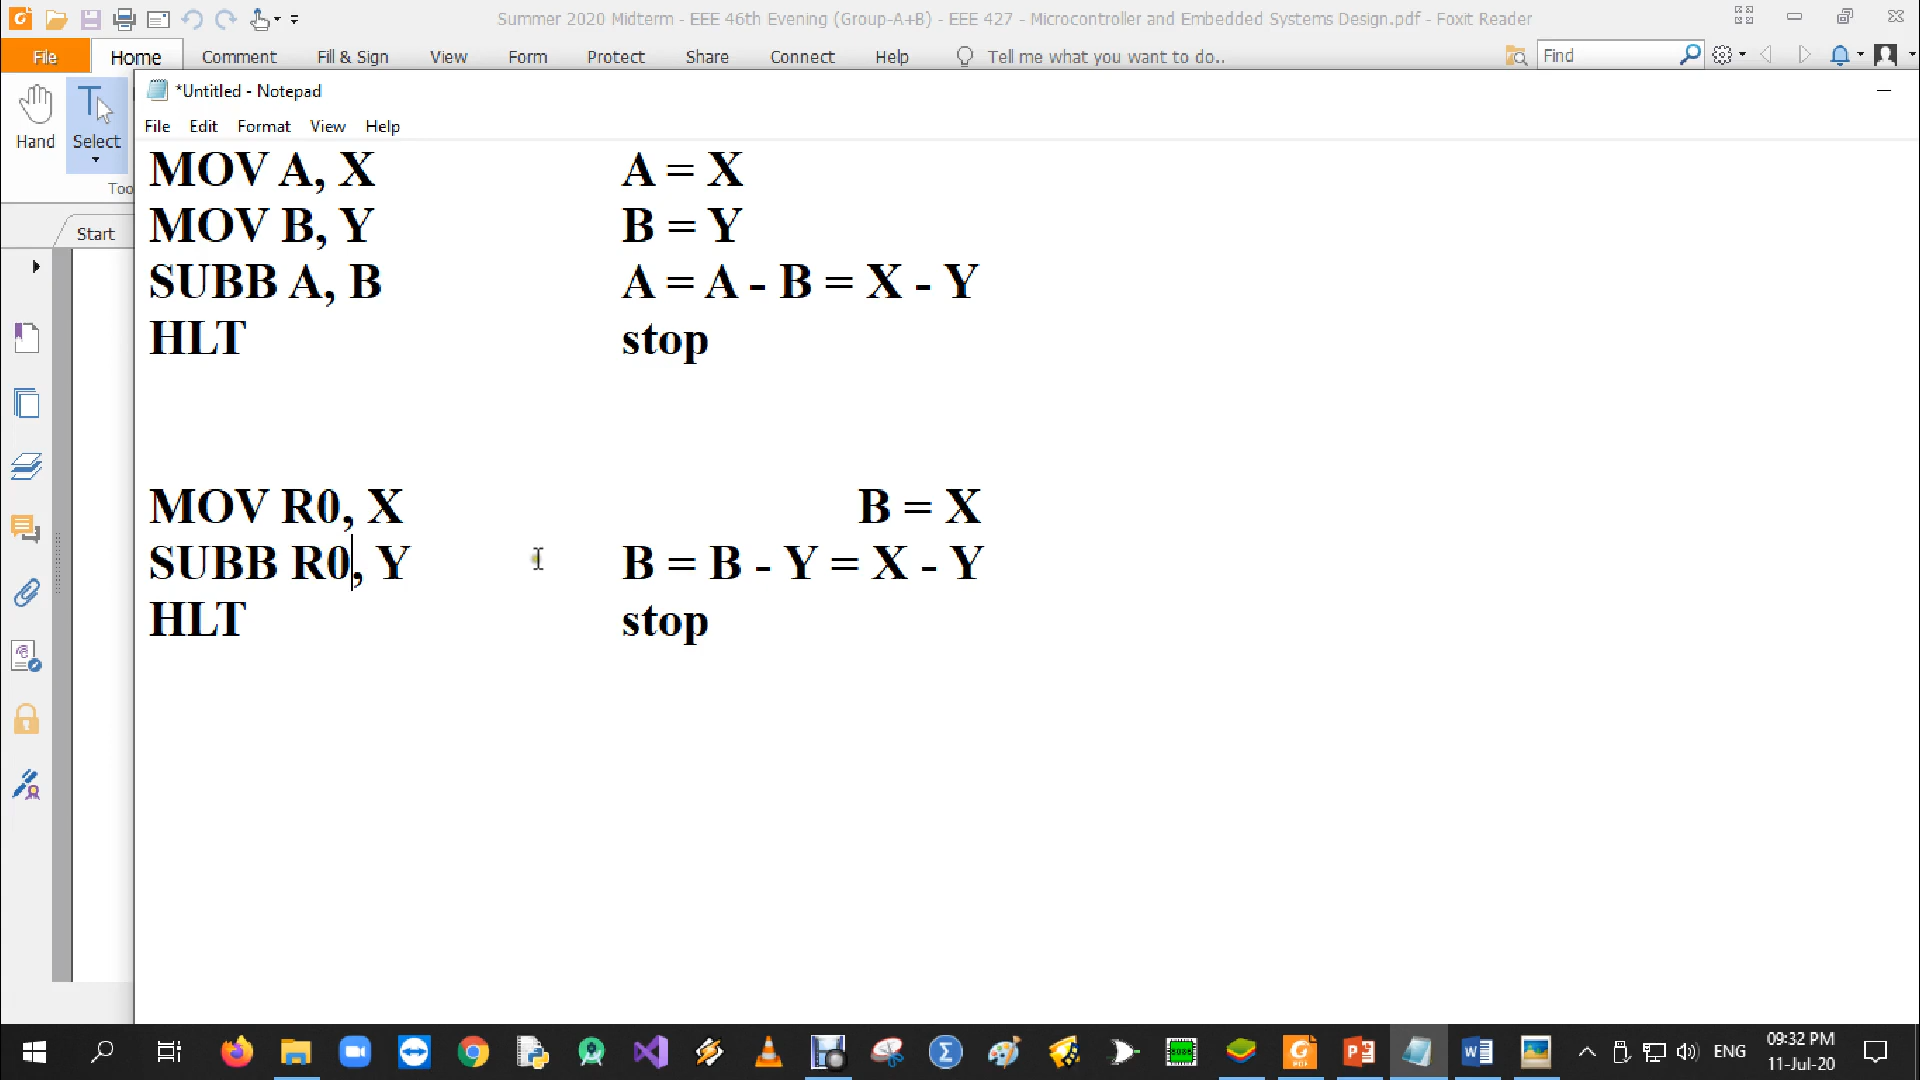 Summer 2020 Midterm - EEE 46th Evening (Group-A+B) - EEE 427 - Microcontroller and Embedded Systems Design.pdf - Foxit Reader
File Home Comment Fill & Sign View Form Protect Share Connect Help Tell me what you want to do.. Find
*Untitled - Notepad
File Edit Format View Help
Hand Select
Too
Start
MOV A, X A = X
MOV B, Y B = Y
SUBB A, B A = A - B = X - Y
HLT stop
MOV R0, X B = X
SUBB R0, Y B = B - Y = X - Y
HLT stop
09:32 PM
ENG
11-Jul-20